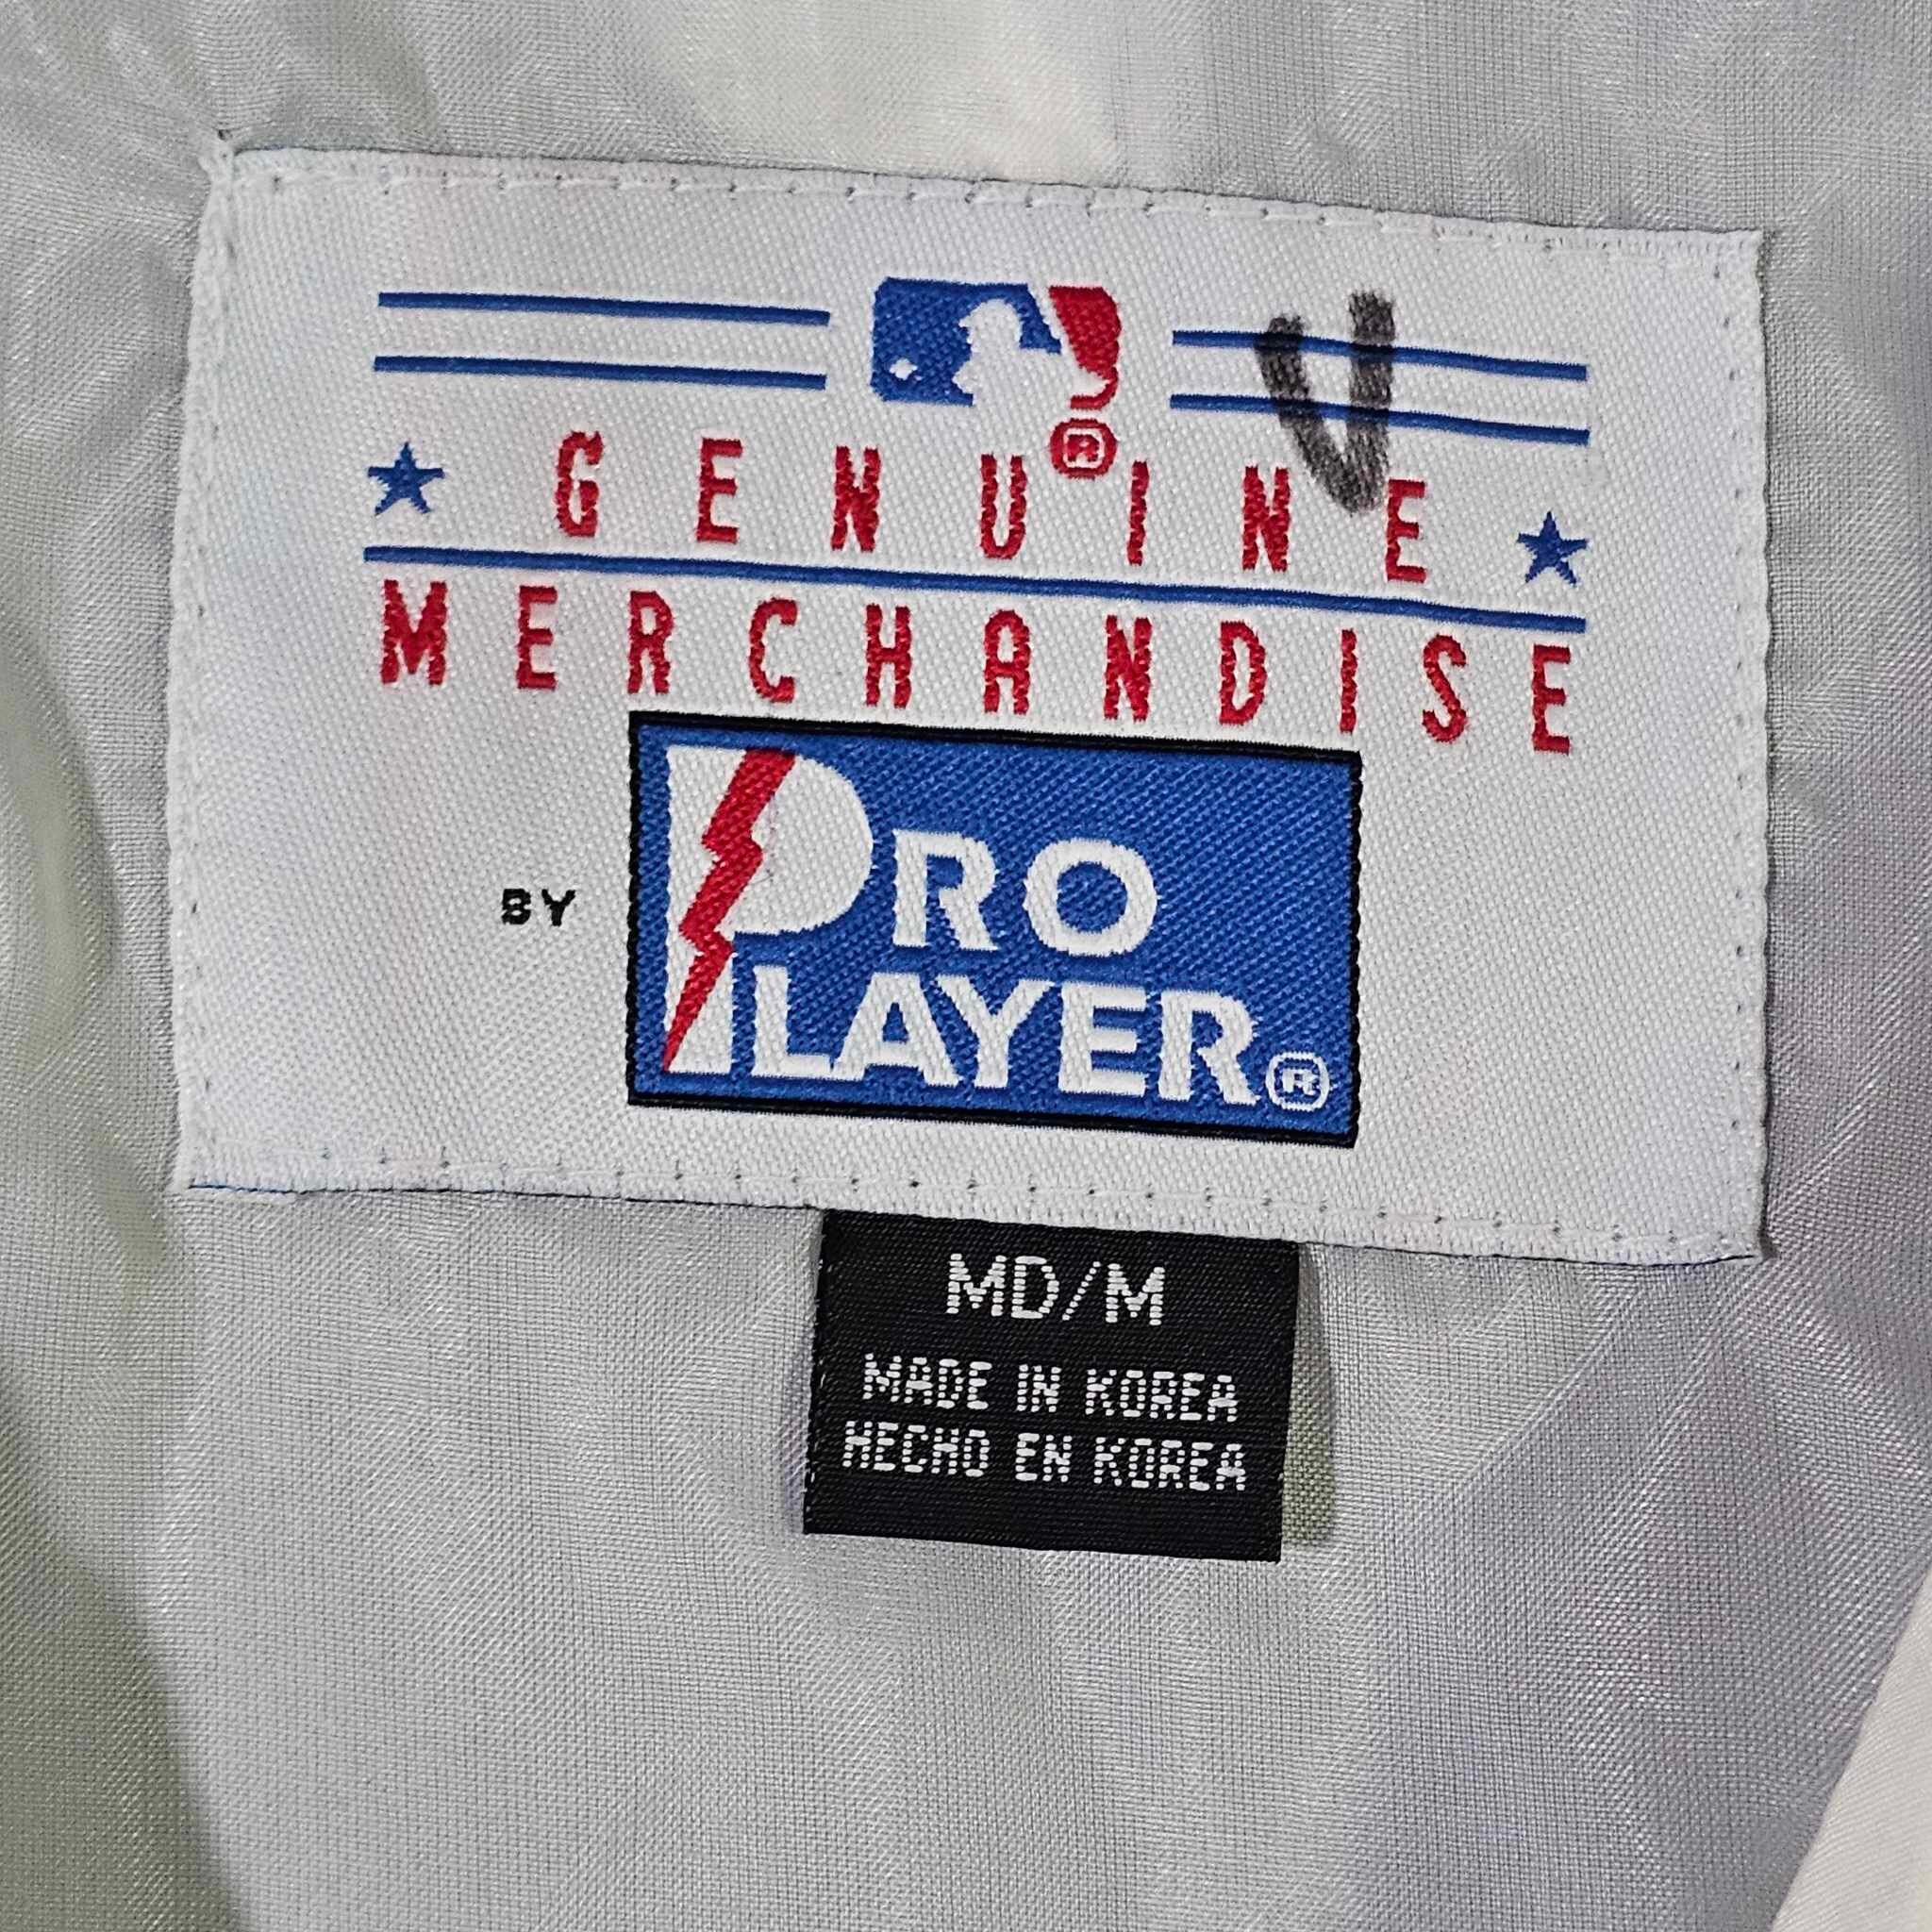 GENUINE
MERCHANDISE
BY PRO PLAYER®
MD/M
MADE IN KOREA
HECHO EN KOREA